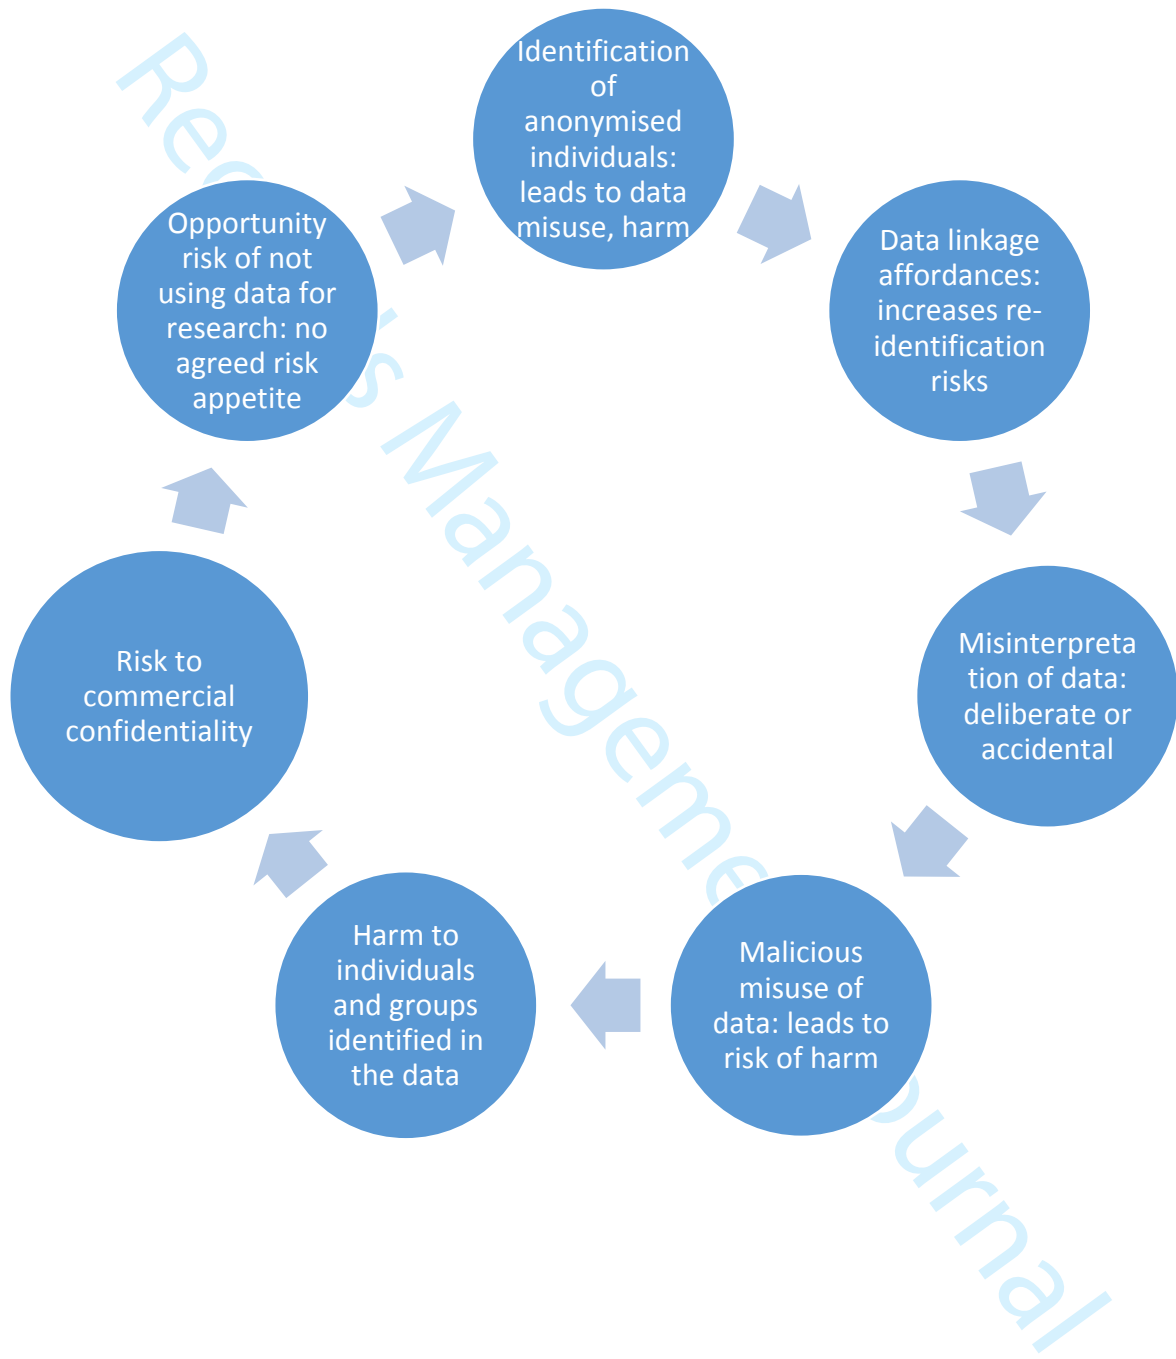 Identification
of
anonymised
individuals:
leads to data
misuse, harm
Data linkage
affordances:
increases re-
identification
risks
Misinterpreta
tion of data:
deliberate or
accidental
Malicious
misuse of
data: leads to
risk of harm
Harm to
individuals
and groups
identified in
the data
Risk to
commercial
confidentiality
Opportunity
risk of not
using data for
research: no
agreed risk
appetite
Records Management Journal